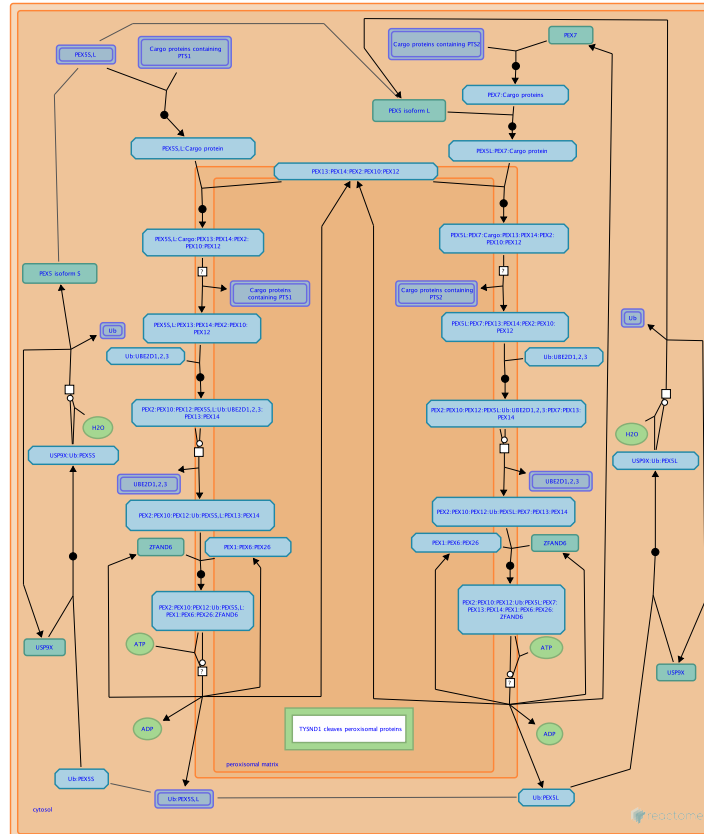 PEX7
Cargo proteins containing PTS2
PEX5S,L
Cargo proteins containing
PTS1
PEX7:Cargo proteins
PEX5 isoform L
PEX5S,L:Cargo protein
PEX5L:PEX7:Cargo protein
PEX13:PEX14:PEX2:PEX10:PEX12
PEX5S,L:Cargo:PEX13:PEX14:PEX2:
PEX10:PEX12
PEX5L:PEX7:Cargo:PEX13:PEX14:PEX2:
PEX10:PEX12
PEX5 isoform S
?
?
Cargo proteins
containing PTS1
Cargo proteins containing
PTS2
Ub
Ub
PEX5S,L:PEX13:PEX14:PEX2:PEX10:
PEX12
PEX5L:PEX7:PEX13:PEX14:PEX2:PEX10:
PEX12
Ub:UBE2D1,2,3
Ub:UBE2D1,2,3
PEX2:PEX10:PEX12:PEX5S,L:Ub:UBE2D1,2,3:
PEX13:PEX14
PEX2:PEX10:PEX12:PEX5L:Ub:UBE2D1,2,3:PEX7:PEX13:
PEX14
H2O
H2O
USP9X:Ub:PEX5S
USP9X:Ub:PEX5L
UBE2D1,2,3
UBE2D1,2,3
PEX2:PEX10:PEX12:Ub:PEX5S,L:PEX13:PEX14
PEX2:PEX10:PEX12:Ub:PEX5L:PEX7:PEX13:PEX14
ZFAND6
PEX1:PEX6:PEX26
PEX1:PEX6:PEX26
ZFAND6
PEX2:PEX10:PEX12:Ub:PEX5S,L:
PEX1:PEX6:PEX26:ZFAND6
PEX2:PEX10:PEX12:Ub:PEX5L:PEX7:
PEX13:PEX14:PEX1:PEX6:PEX26:
ZFAND6
ATP
ATP
USP9X
USP9X
?
?
ADP
ADP
TYSND1 cleaves peroxisomal proteins
peroxisomal matrix
Ub:PEX5S
Ub:PEX5S,L
Ub:PEX5L
cytosol
reactome